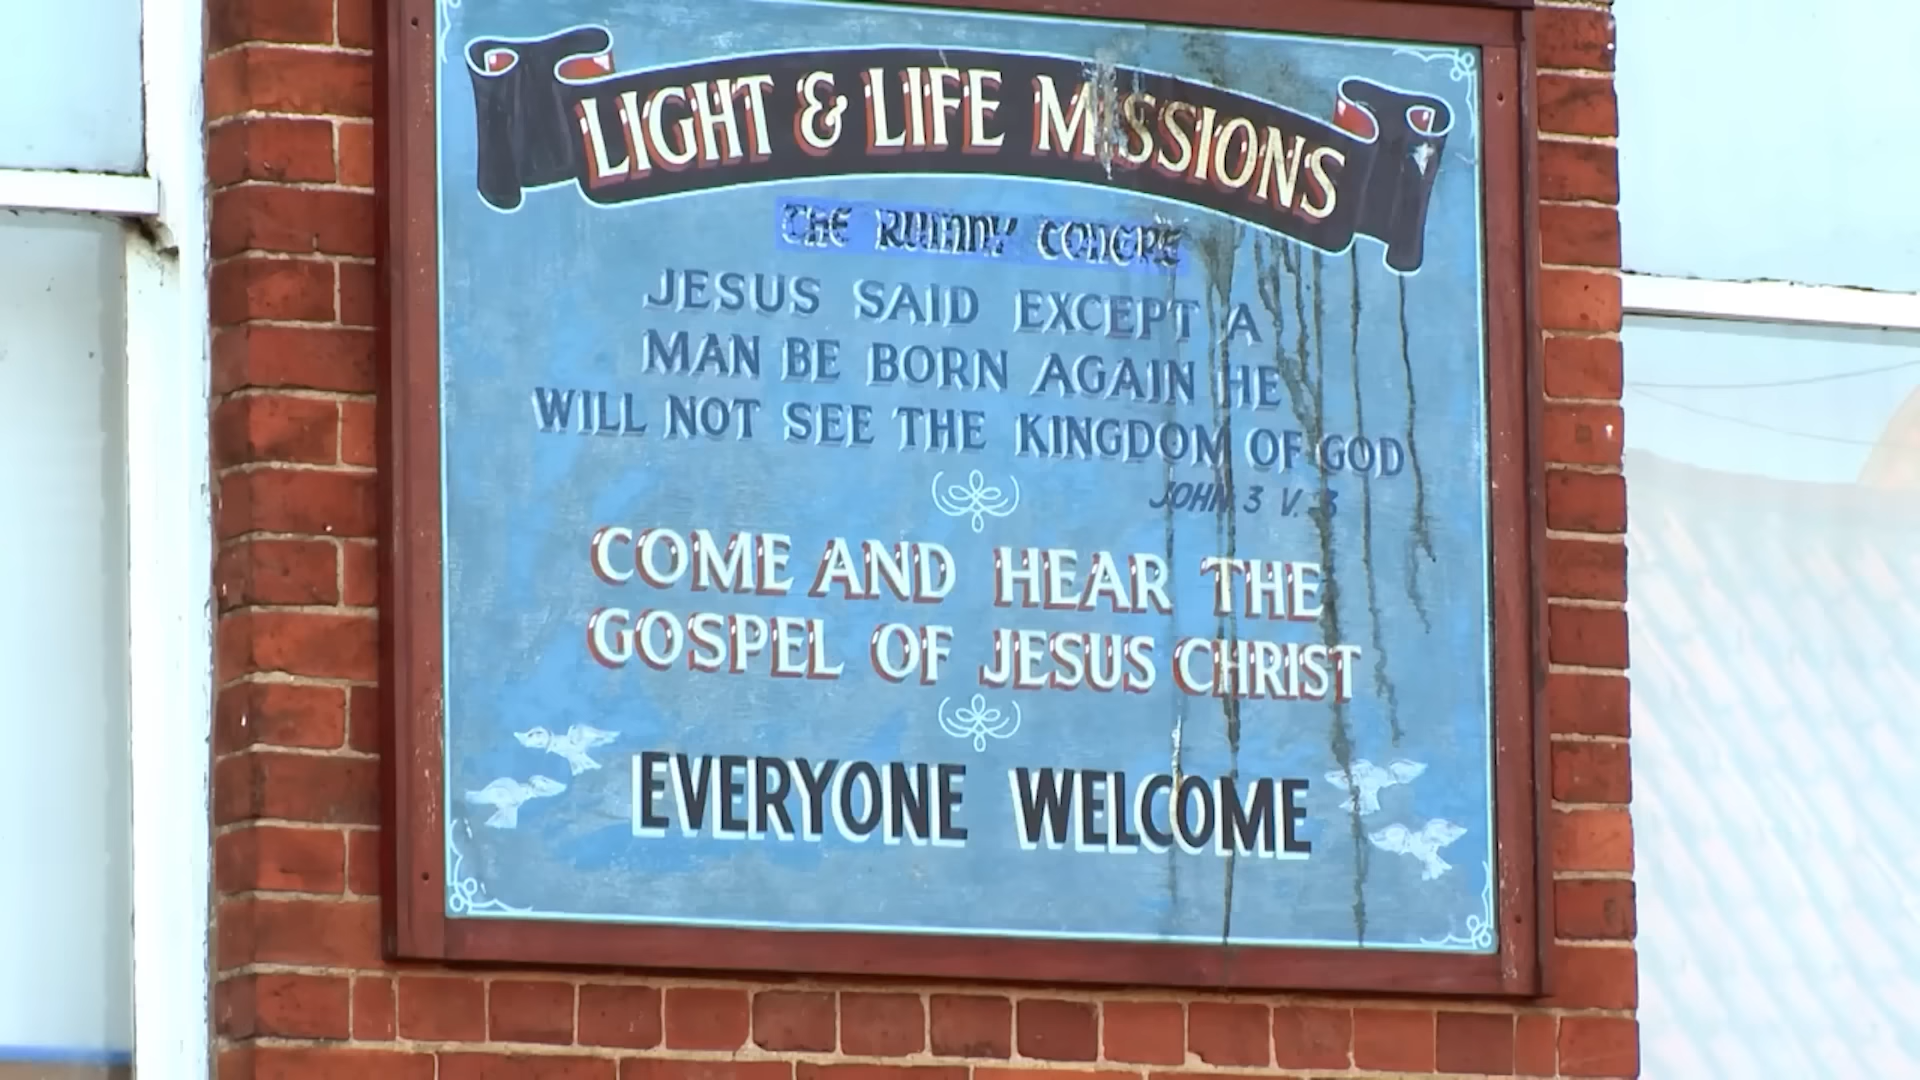 LIGHT & LIFE MISSIONS
THE
JESUS SAID EXCEPT A
MAN BE BORN AGAIN HE
WILL NOT SEE THE KINGDOM OF GOD
JOHN 3 V. 3
COME AND HEAR THE
GOSPEL OF JESUS CHRIST
EVERYONE WELCOME